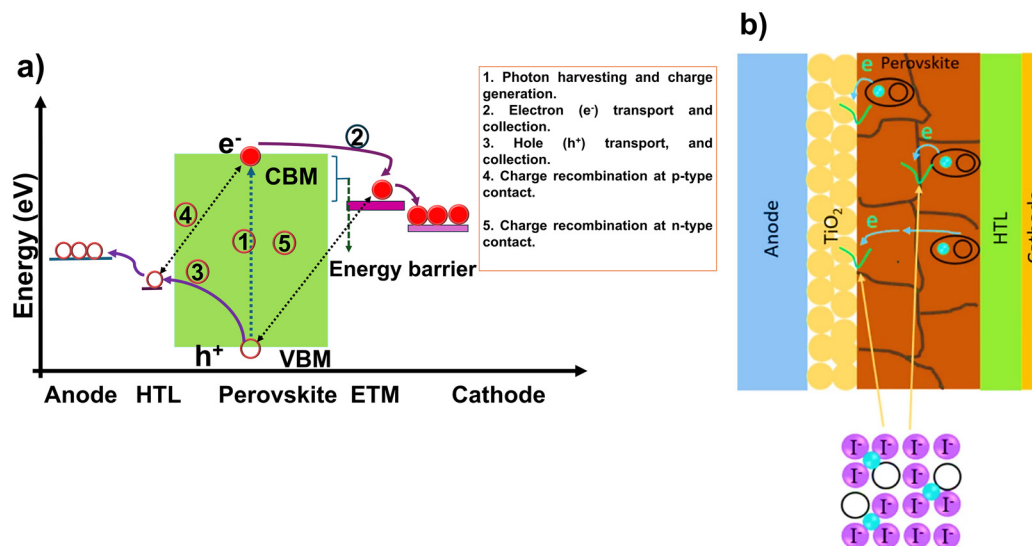 a)
Energy (eV)
e-
CBM
2
4
1
5
3
Energy barrier
h+
VBM
Anode
HTL
Perovskite
ETM
Cathode
1. Photon harvesting and charge
generation.
2. Electron (e-) transport and
collection.
3. Hole (h+) transport, and
collection.
4. Charge recombination at p-type
contact.
5. Charge recombination at n-type
contact.
b)
Perovskite
e
e
e
Anode
TiO2
HTL
I- I- I- I-
I- I-
I- I- I-
I- I- I- I-